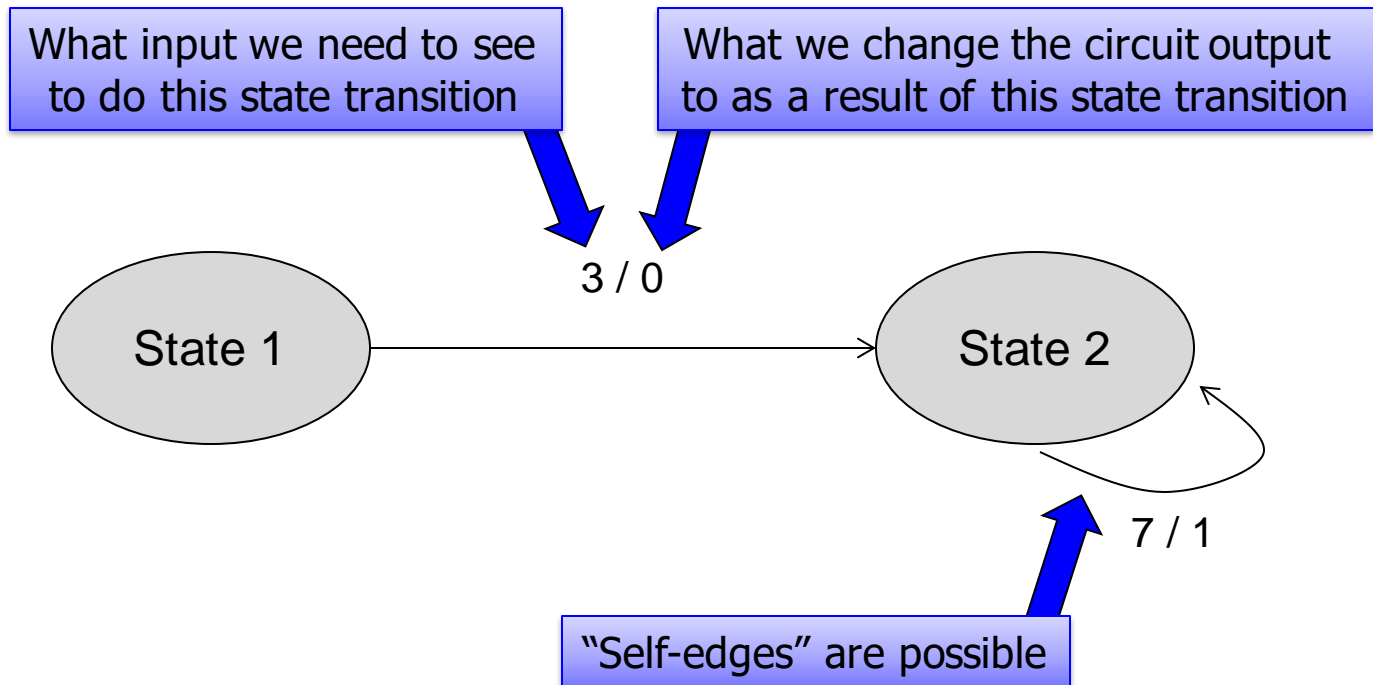 What input we need to see
to do this state transition
What we change the circuit output
to as a result of this state transition
3 / 0
State 1
State 2
7 / 1
“Self-edges” are possible